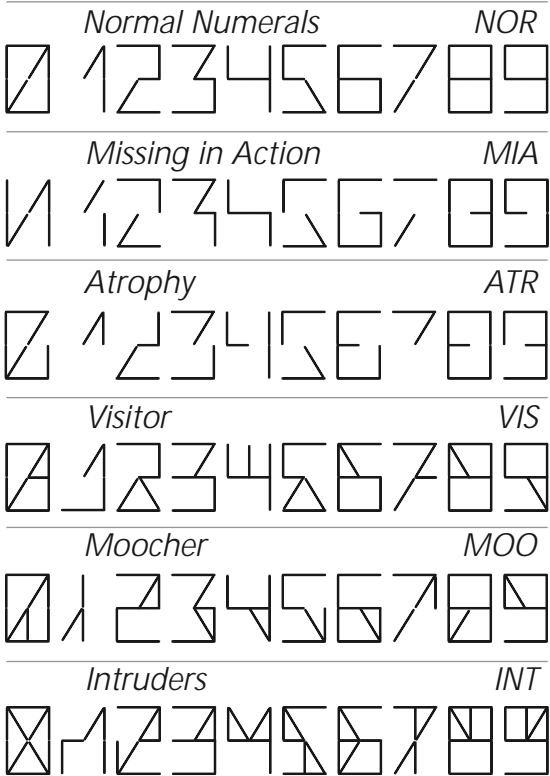 Normal Numerals NOR
0 1 2 3 4 5 6 7 8 9
Missing in Action MIA
Atrophy ATR
Visitor VIS
Moocher MOO
Intruders INT